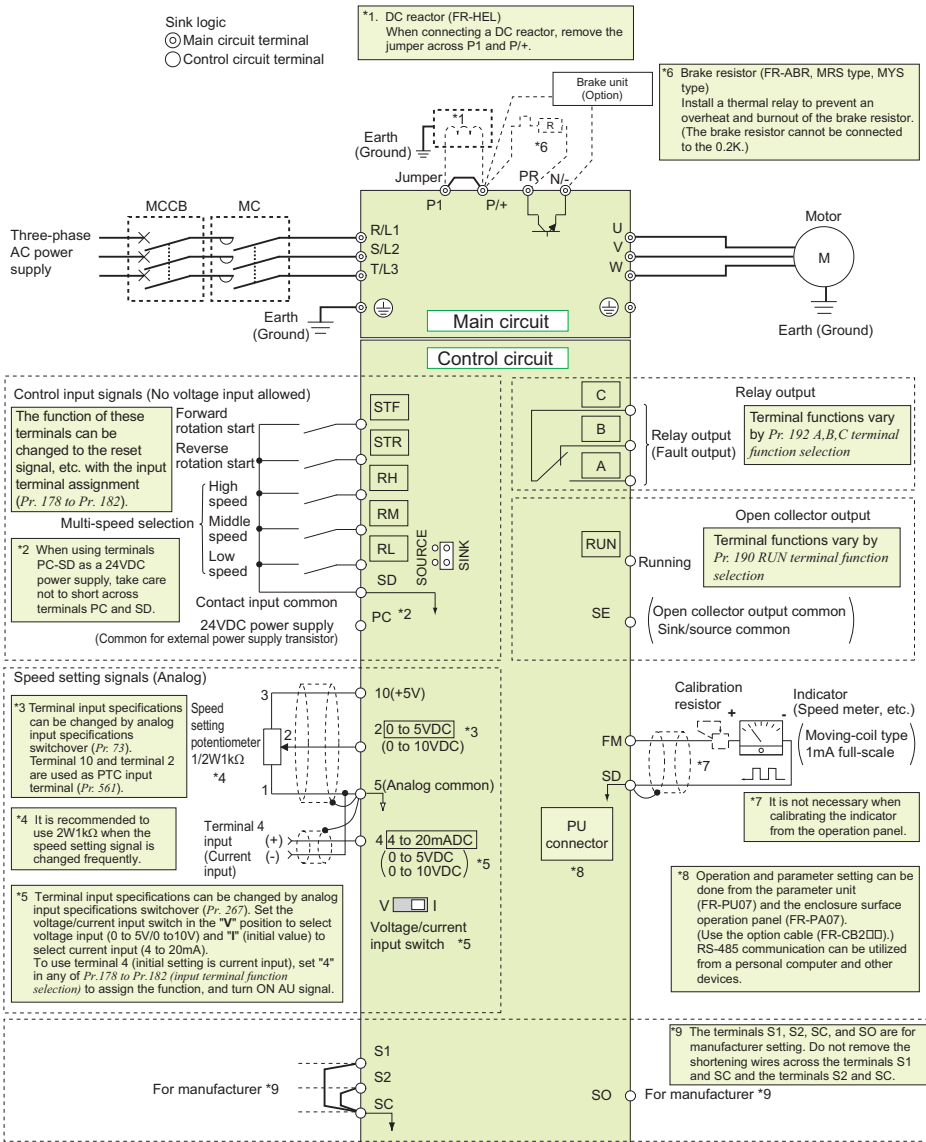 Sink logic
Main circuit terminal
Control circuit terminal
*1. DC reactor (FR-HEL)
When connecting a DC reactor, remove the
jumper across P1 and P/+.
Brake unit
(Option)
*6 Brake resistor (FR-ABR, MRS type, MYS
type)
Install a thermal relay to prevent an
overheat and burnout of the brake resistor.
(The brake resistor cannot be connected
to the 0.2K.)
Earth
(Ground)
*1
R
*6
Jumper
P1
P/+
PR
N/-
MCCB
MC
Three-phase
AC power
supply
R/L1
S/L2
T/L3
U
V
W
Motor
M
Earth
(Ground)
Earth (Ground)
Main circuit
Control circuit
Control input signals (No voltage input allowed)
The function of these
terminals can be
changed to the reset
signal, etc. with the input
terminal assignment
(Pr. 178 to Pr. 182).
Forward
rotation start
Reverse
rotation start
Multi-speed selection
High
speed
Middle
speed
Low
speed
STF
STR
RH
RM
RL
SD
SOURCE
SINK
*2 When using terminals
PC-SD as a 24VDC
power supply, take care
not to short across
terminals PC and SD.
Contact input common
24VDC power supply
(Common for external power supply transistor)
PC *2
C
B
A
Relay output
Relay output
(Fault output)
Terminal functions vary
by Pr. 192 A,B,C terminal
function selection
Open collector output
RUN
Running
Terminal functions vary by
Pr. 190 RUN terminal function
selection
SE
Open collector output common
Sink/source common
Speed setting signals (Analog)
*3 Terminal input specifications
can be changed by analog
input specifications
switchover (Pr. 73).
Terminal 10 and terminal 2
are used as PTC input
terminal (Pr. 561).
Speed
setting
potentiometer
1/2W1kΩ
*4
3
2
1
10(+5V)
2 0 to 5VDC *3
(0 to 10VDC)
5(Analog common)
*4 It is recommended to
use 2W1kΩ when the
speed setting signal is
changed frequently.
Terminal 4
input
(Current
input)
(+)
(-)
4 4 to 20mADC
0 to 5VDC
0 to 10VDC
*5
V I
Voltage/current
input switch *5
*5 Terminal input specifications can be changed by analog
input specifications switchover (Pr. 267). Set the
voltage/current input switch in the "V" position to select
voltage input (0 to 5V/0 to10V) and "I" (initial value) to
select current input (4 to 20mA).
To use terminal 4 (initial setting is current input), set "4"
in any of Pr.178 to Pr.182 (input terminal function
selection) to assign the function, and turn ON AU signal.
Calibration
resistor
+
-
Indicator
(Speed meter, etc.)
(Moving-coil type
1mA full-scale)
FM
SD
*7
*7 It is not necessary when
calibrating the indicator
from the operation panel.
PU
connector
*8
*8 Operation and parameter setting can be
done from the parameter unit
(FR-PU07) and the enclosure surface
operation panel (FR-PA07).
(Use the option cable (FR-CB2□□).)
RS-485 communication can be utilized
from a personal computer and other
devices.
For manufacturer *9
S1
S2
SC
SO
For manufacturer *9
*9 The terminals S1, S2, SC, and SO are for
manufacturer setting. Do not remove the
shortening wires across the terminals S1
and SC and the terminals S2 and SC.